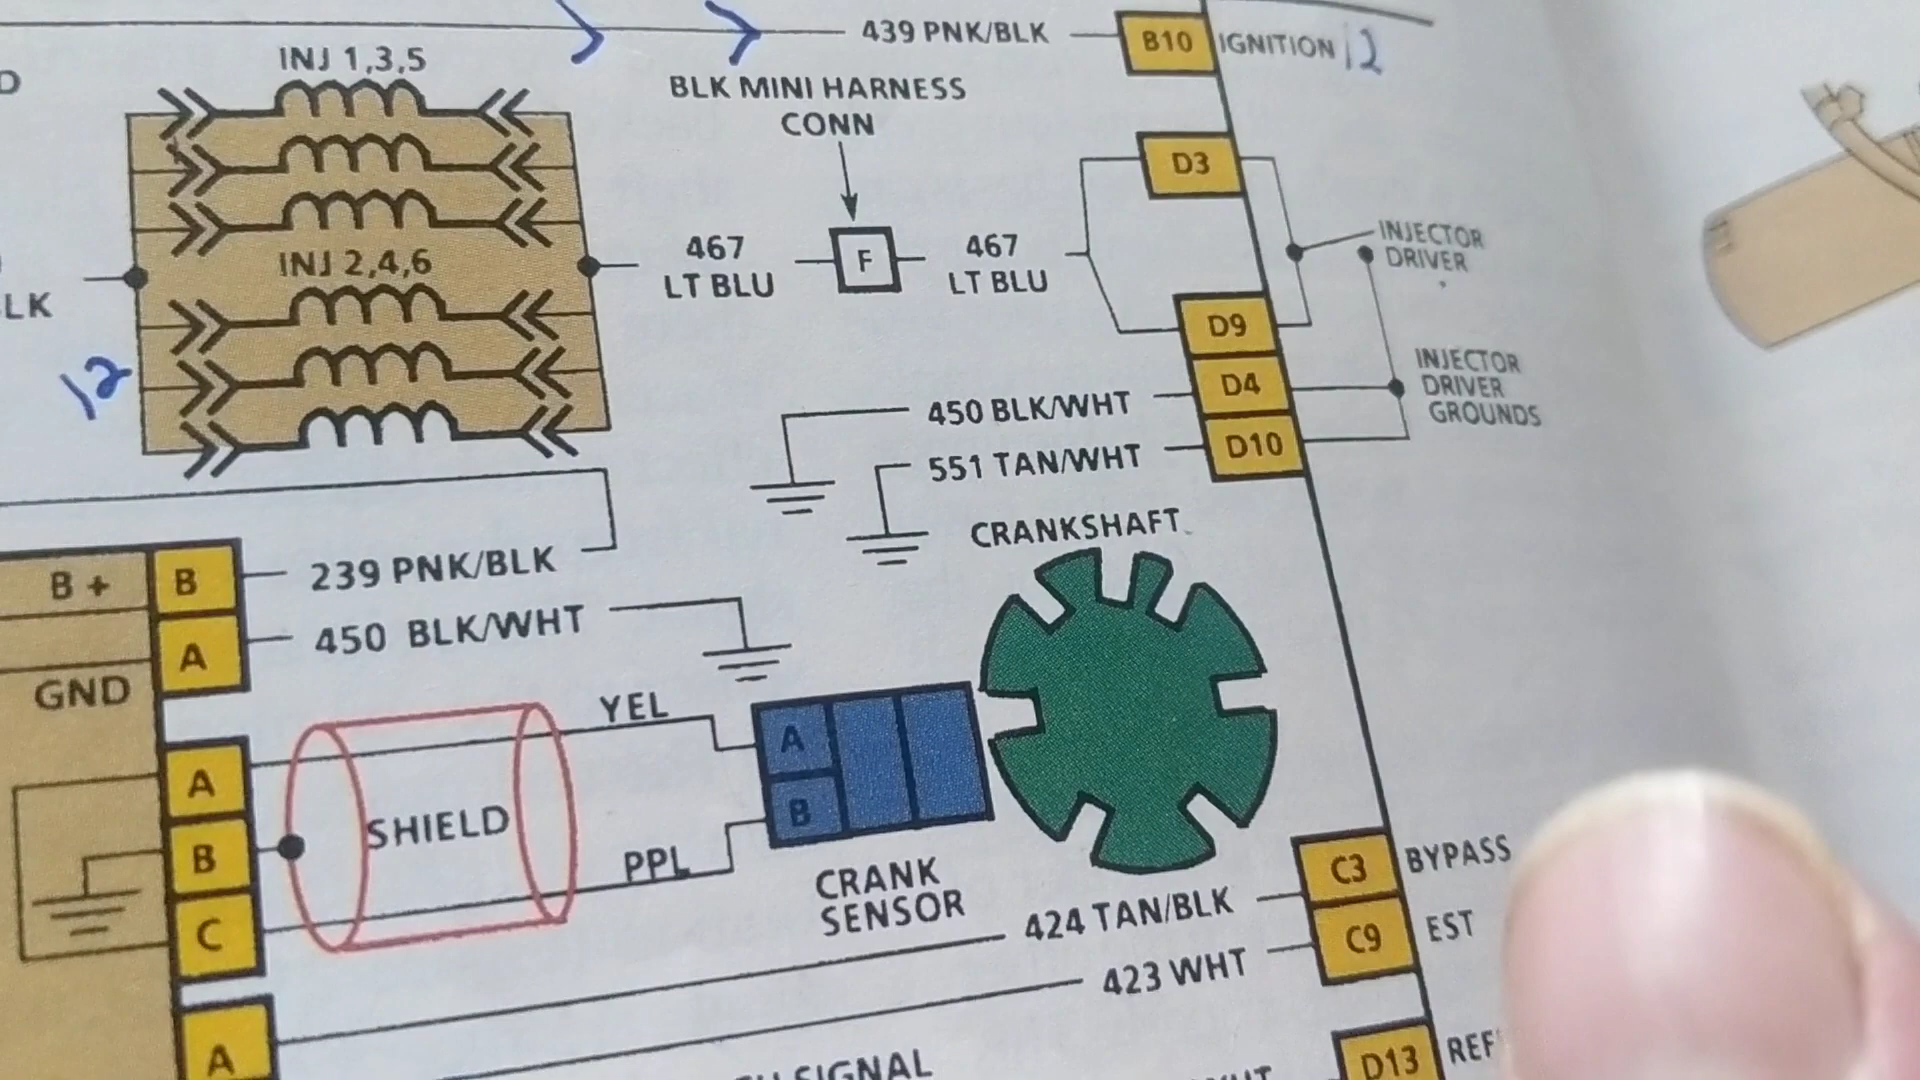 439 PNK/BLK
B10
IGNITION 12
INJ 1,3,5
D
BLK MINI HARNESS
CONN
D3
INJECTOR
DRIVER
467
LT BLU
F
467
LT BLU
INJ 2,4,6
LK
12
D9
D4
D10
INJECTOR
DRIVER
GROUNDS
450 BLK/WHT
551 TAN/WHT
CRANKSHAFT
B+
B
239 PNK/BLK
A
450 BLK/WHT
GND
YEL
A
B
A
B
C
SHIELD
PPL
CRANK
SENSOR
C3
BYPASS
C9
EST
424 TAN/BLK
423 WHT
A
SIGNAL
D13
REF